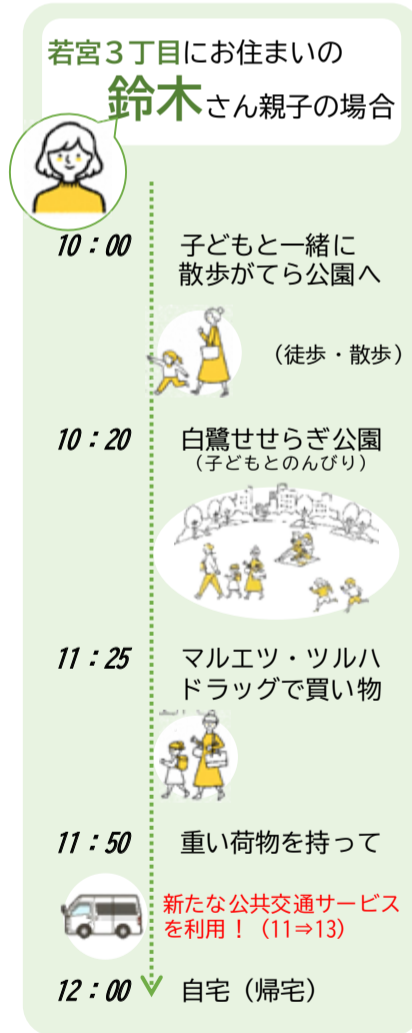 若宮３丁目にお住まいの
鈴木さん親子の場合
10：00
子どもと一緒に
散歩がてら公園へ
（徒歩・散歩）
10：20
白鷺せせらぎ公園
（子どもとのんびり）
11：25
マルエツ・ツルハ
ドラッグで買い物
11：50
重い荷物を持って
新たな公共交通サービス
を利用！（11⇒13）
12：00
自宅（帰宅）